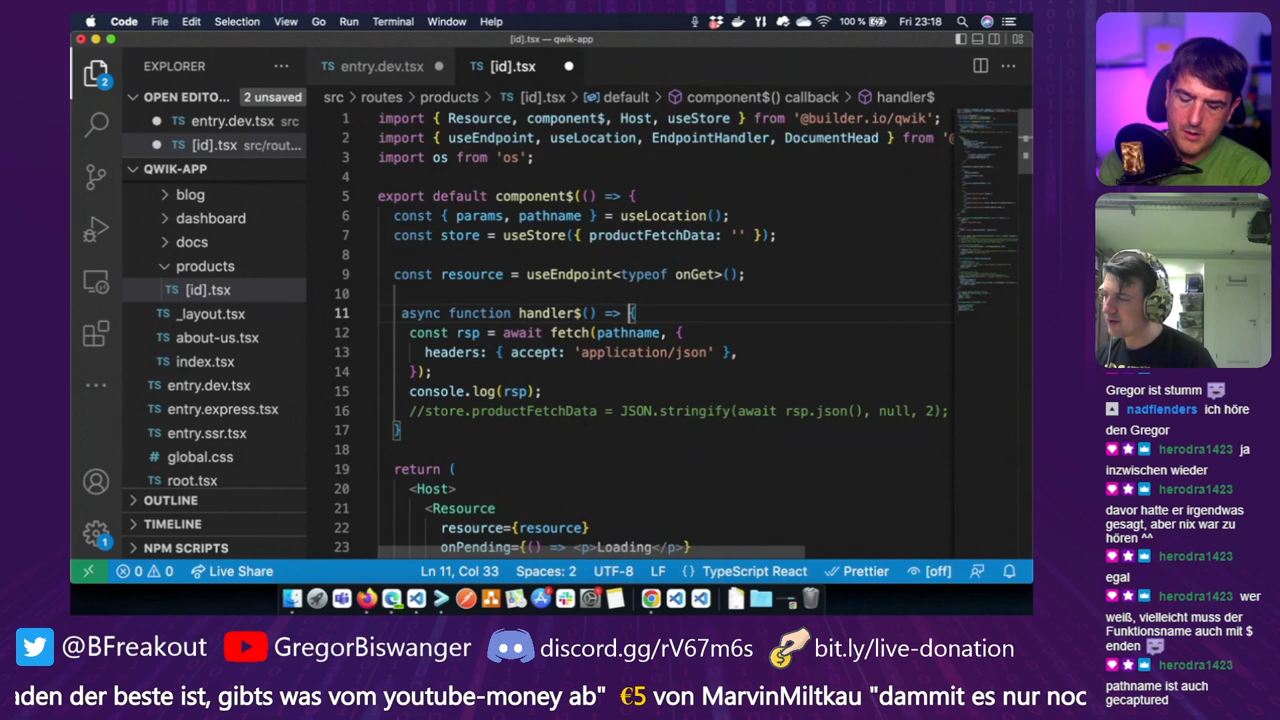 Code File Edit Selection View Go Run Terminal Window Help 100 % Fri 23:18
[id].tsx — qwik-app
EXPLORER
OPEN EDITO... 2 unsaved
entry.dev.tsx src
[id].tsx src/rout...
QWIK-APP
blog
dashboard
docs
products
[id].tsx
_layout.tsx
about-us.tsx
index.tsx
entry.dev.tsx
entry.express.tsx
entry.ssr.tsx
global.css
root.tsx
OUTLINE
TIMELINE
NPM SCRIPTS
2
1
TS entry.dev.tsx TS [id].tsx
src > routes > products > TS [id].tsx > default > component$() callback > handler$
1 import { Resource, component$, Host, useStore } from '@builder.io/qwik';
2 import { useEndpoint, useLocation, EndpointHandler, DocumentHead } from '@
3 import os from 'os';
4
5 export default component$(() => {
6 const { params, pathname } = useLocation();
7 const store = useStore({ productFetchData: '' });
8
9 const resource = useEndpoint<typeof onGet>();
10
11 async function handler$() => {
12 const rsp = await fetch(pathname, {
13 headers: { accept: 'application/json' },
14 });
15 console.log(rsp);
16 //store.productFetchData = JSON.stringify(await rsp.json(), null, 2);
17 }
18
19 return (
20 <Host>
21 <Resource
22 resource={resource}
23 onPending={() => <p>Loading</p>}
0 0 Live Share Ln 11, Col 33 Spaces: 2 UTF-8 LF {} TypeScript React Prettier [off]
Gregor ist stumm
nadflenders ich höre
den Gregor
herodra1423 ja
inzwischen wieder
herodra1423
davor hatte er irgendwas
gesagt, aber nix war zu
hören ^^
herodra1423
egal
herodra1423 wer
weiß, vielleicht muss der
Funktionsname auch mit $
enden
herodra1423
pathname ist auch
gecaptured
@BFreakout GregorBiswanger discord.gg/rV67m6s bit.ly/live-donation
aden der beste ist, gibts was vom youtube-money ab" €5 von MarvinMiltkau "dammit es nur noc